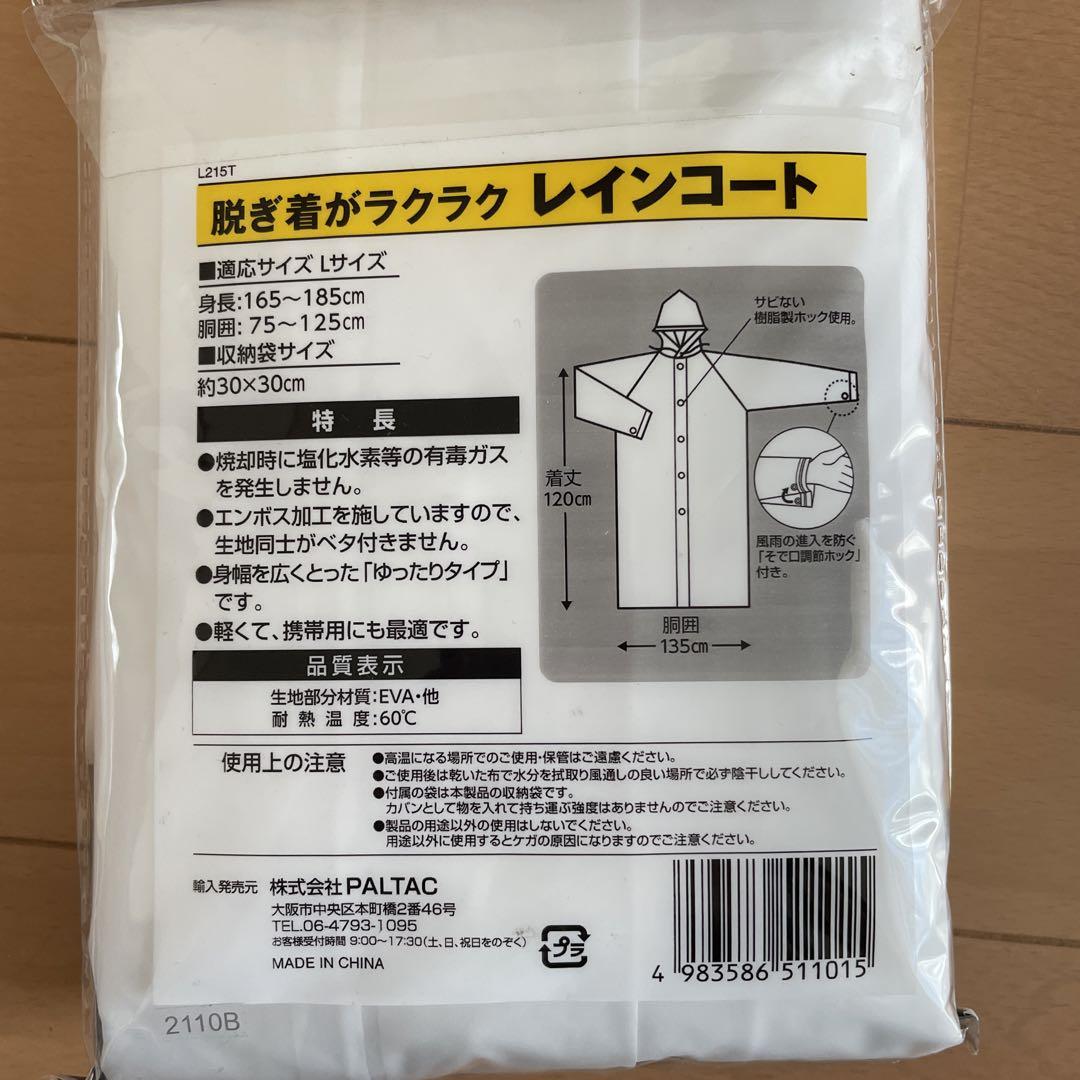 L215T
脱ぎ着がラクラク レインコート
■適応サイズ Lサイズ
身長:165〜185cm
胴囲: 75〜125cm
■収納袋サイズ
約30×30cm
特 長
●焼却時に塩化水素等の有毒ガス
を発生しません。
●エンボス加工を施していますので、
生地同士がベタ付きません。
●身幅を広くとった「ゆったりタイプ」
です。
●軽くて、携帯用にも最適です。
品質表示
生地部分材質:EVA・他
耐熱温度:60℃
サビない
樹脂製ホック使用。
着丈
120cm
風雨の進入を防ぐ
「そで口調節ホック」
付き。
胴囲
135cm
使用上の注意
●高温になる場所でのご使用・保管はご遠慮ください。
●ご使用後は乾いた布で水分を拭取り風通しの良い場所で必ず陰干ししてください。
●付属の袋は本製品の収納袋です。
カバンとして物を入れて持ち運ぶ強度はありませんのでご注意ください。
●製品の用途以外の使用はしないでください。
用途以外に使用するとケガの原因になりますのでご注意ください。
輸入発売元 株式会社PALTAC
大阪市中央区本町橋2番46号
TEL.06-4793-1095
お客様受付時間 9:00〜17:30(土、日、祝日をのぞく)
MADE IN CHINA
プラ
4 983586 511015
2110B